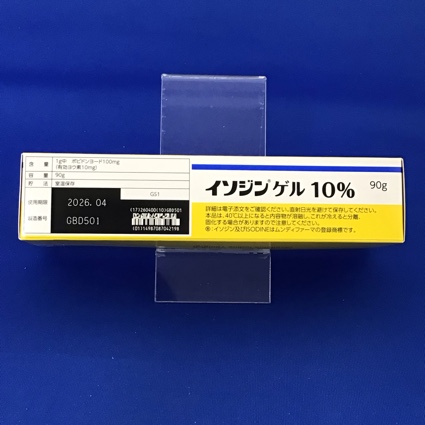 含量 1g中 ポビドンヨード100mg
(有効ヨウ素10mg)
容量 90g
貯法 室温保存
使用期限 2026.04
製造番号 GBD501
GS1
(17)260400(10)GBD501
(01)14987087042198
イソジン®ゲル 10% 90g
詳細は電子添文をご確認ください。直射日光を避けて保存してください。
本品は、40℃以上になると内容物が溶融し、これが冷えると分離、
固化する場合がありますので注意してください。
®:イソジン及びISODINEはムンディファーマの登録商標です。